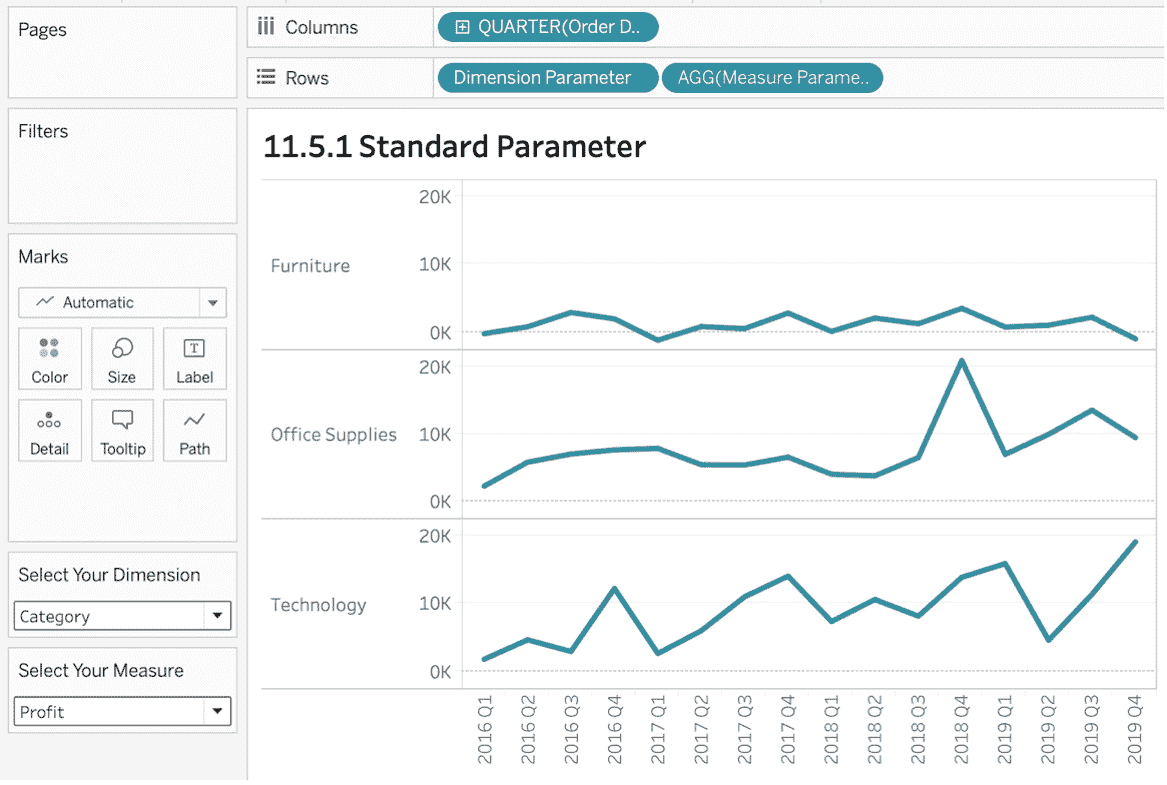 Pages
Columns
QUARTER(Order D..
Rows
Dimension Parameter
AGG(Measure Parame..
Filters
Marks
Automatic
Color
Size
Label
Detail
Tooltip
Path
Select Your Dimension
Category
Select Your Measure
Profit
11.5.1 Standard Parameter
Furniture
20K
10K
0K
Office Supplies
20K
10K
0K
Technology
20K
10K
0K
2016 Q1
2016 Q2
2016 Q3
2016 Q4
2017 Q1
2017 Q2
2017 Q3
2017 Q4
2018 Q1
2018 Q2
2018 Q3
2018 Q4
2019 Q1
2019 Q2
2019 Q3
2019 Q4